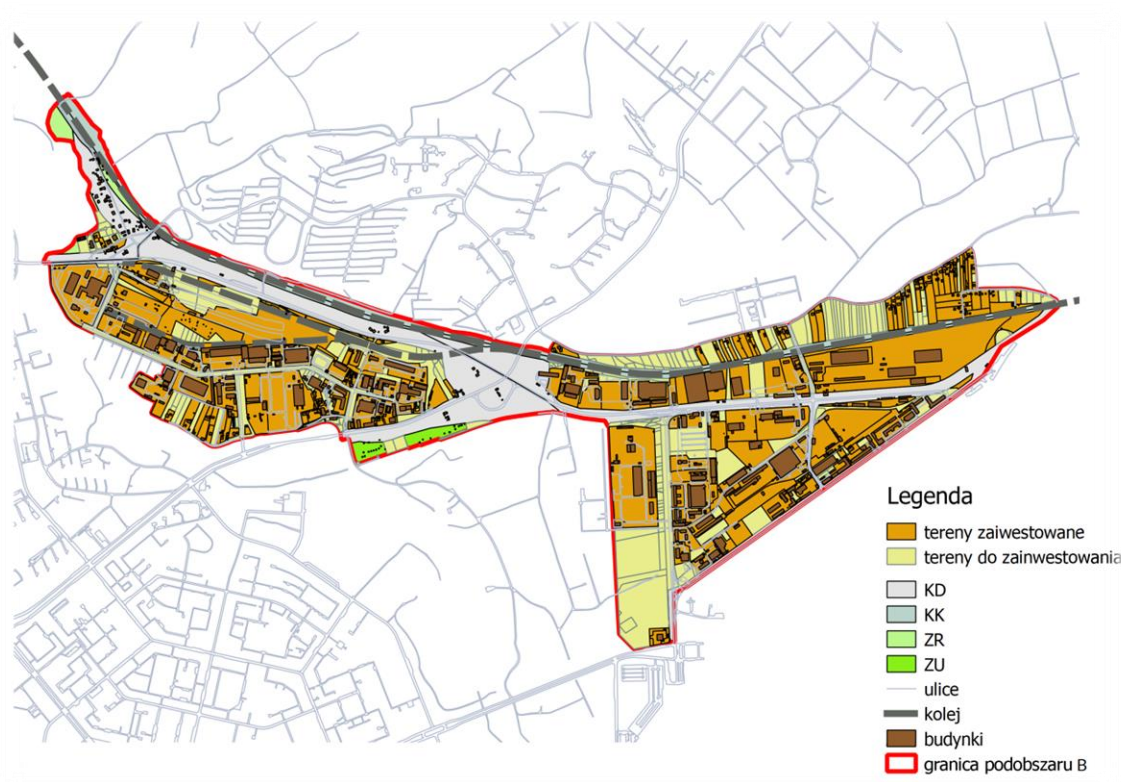 Legenda
tereny zaiwestowane
tereny do zainwestowania
KD
KK
ZR
ZU
ulice
kolej
budynki
granica podobszaru B